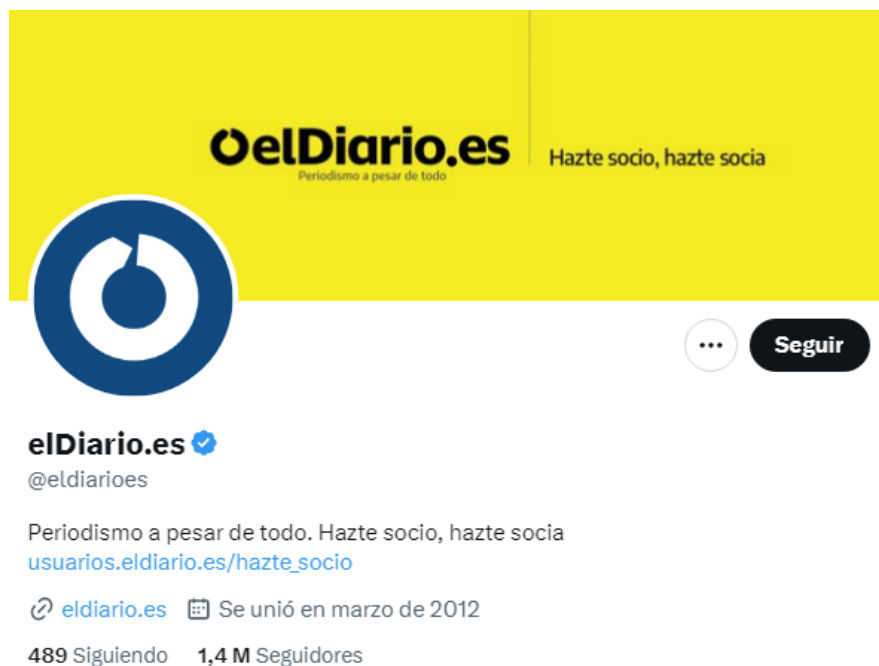 elDiario.es
Periodismo a pesar de todo
Hazte socio, hazte socia
Seguir
elDiario.es
@eldiarioes
Periodismo a pesar de todo. Hazte socio, hazte socia
usuarios.eldiario.es/hazte_socio
eldiario.es Se unió en marzo de 2012
489 Siguiendo 1,4 M Seguidores